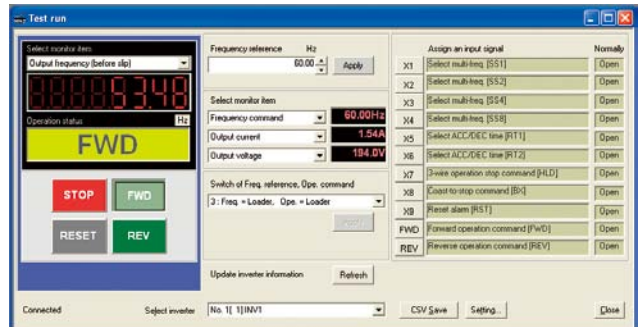 Test run
Select monitor item
Output frequency (before slip)
53.48
Operation status
Hz
FWD
STOP
FWD
RESET
REV
Frequency reference Hz
60.00
Apply
Select monitor item
Frequency command
60.00Hz
Output current
1.54A
Output voltage
194.0V
Switch of Freq. reference, Ope. command
3 : Freq. = Loader, Ope. = Loader
Apply
Update inverter information
Refresh
Assign an input signal
Normally
X1 Select multi-freq. [SS1] Open
X2 Select multi-freq. [SS2] Open
X3 Select multi-freq. [SS4] Open
X4 Select multi-freq. [SS8] Open
X5 Select ACC/DEC time [RT1] Open
X6 Select ACC/DEC time [RT2] Open
X7 3-wire operation stop command [HLD] Open
X8 Coast-to-stop command [BX] Open
X9 Reset alarm [RST] Open
FWD Forward operation command [FWD] Open
REV Reverse operation command [REV] Open
Connected
Select inverter
No. 1[ 1]INV1
CSV Save
Setting...
Close